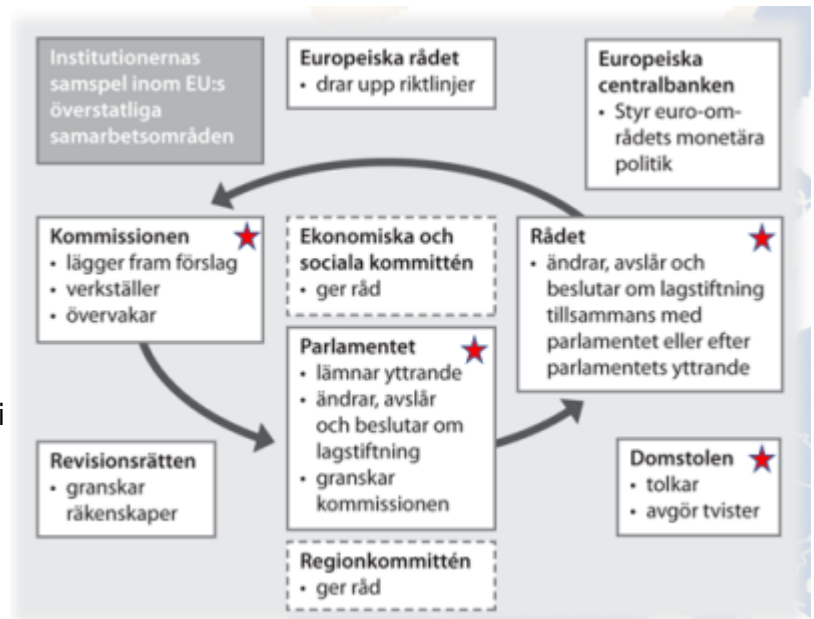 Institutionernas
samspel inom EU:s
överstatliga
samarbetsområden
Europeiska rådet
• drar upp riktlinjer
Europeiska
centralbanken
• Styr euro-om-
rådets monetära
politik
Kommissionen
• lägger fram förslag
• verkställer
• övervakar
Ekonomiska och
sociala kommittén
• ger råd
Rådet
• ändrar, avslår och
beslutar om lagstiftning
tillsammans med
parlamentet eller efter
parlamentets yttrande
Parlamentet
• lämnar yttrande
• ändrar, avslår
och beslutar om
lagstiftning
• granskar
kommissionen
i
Revisionsrätten
• granskar
räkenskaper
Domstolen
• tolkar
• avgör tvister
Regionkommittén
• ger råd